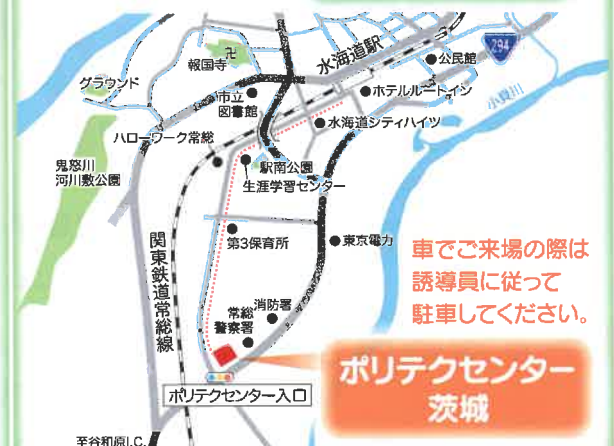 報国寺
水海道駅
294
公民館
グラウンド
市立
図書館
ホテルルートイン
小貝川
水海道シティハイツ
ハローワーク常総
鬼怒川
河川敷公園
駅南公園
生涯学習センター
関東鉄道常総線
第3保育所
東京電力
車でご来場の際は
誘導員に従って
駐車してください。
消防署
常総
警察署
ポリテクセンター
茨城
ポリテクセンター入口
至谷和原I.C.